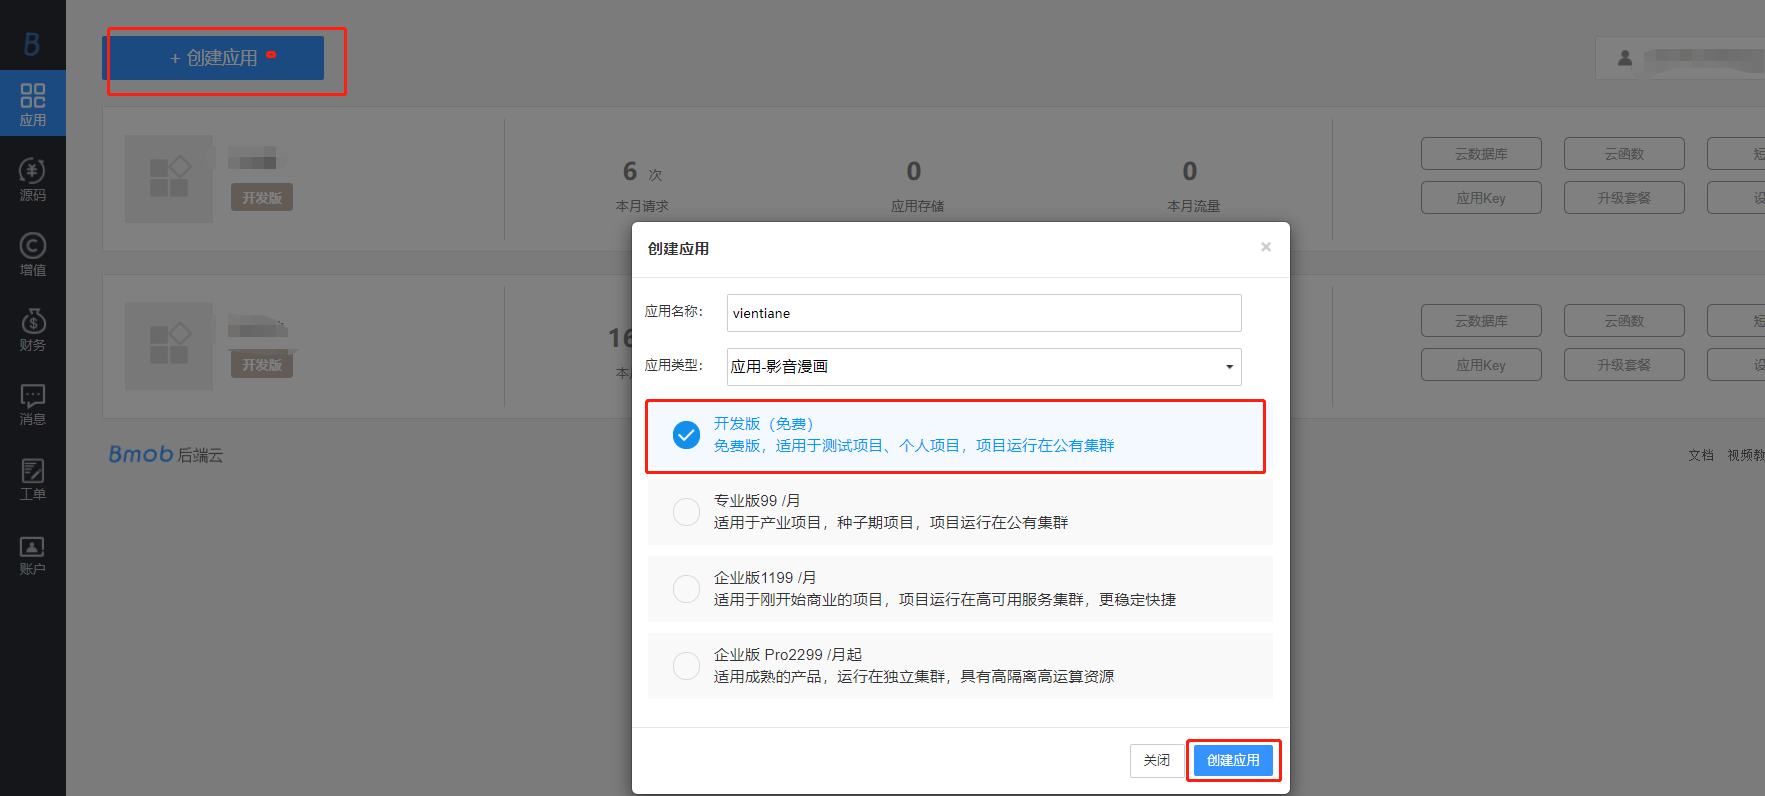 B
+ 创建应用
应用
源码
增值
财务
消息
工单
账户
开发版
6 次
本月请求
0
应用存储
0
本月流量
云数据库
云函数
短
应用Key
升级套餐
设
开发版
16
本
云数据库
云函数
短
应用Key
升级套餐
设
Bmob后端云
文档 视频教
创建应用
×
应用名称：
vientiane
应用类型：
应用-影音漫画
开发版（免费）
免费版，适用于测试项目、个人项目，项目运行在公有集群
专业版99 /月
适用于产业项目，种子期项目，项目运行在公有集群
企业版1199 /月
适用于刚开始商业的项目，项目运行在高可用服务集群，更稳定快捷
企业版 Pro2299 /月起
适用成熟的产品，运行在独立集群，具有高隔离高运算资源
关闭
创建应用